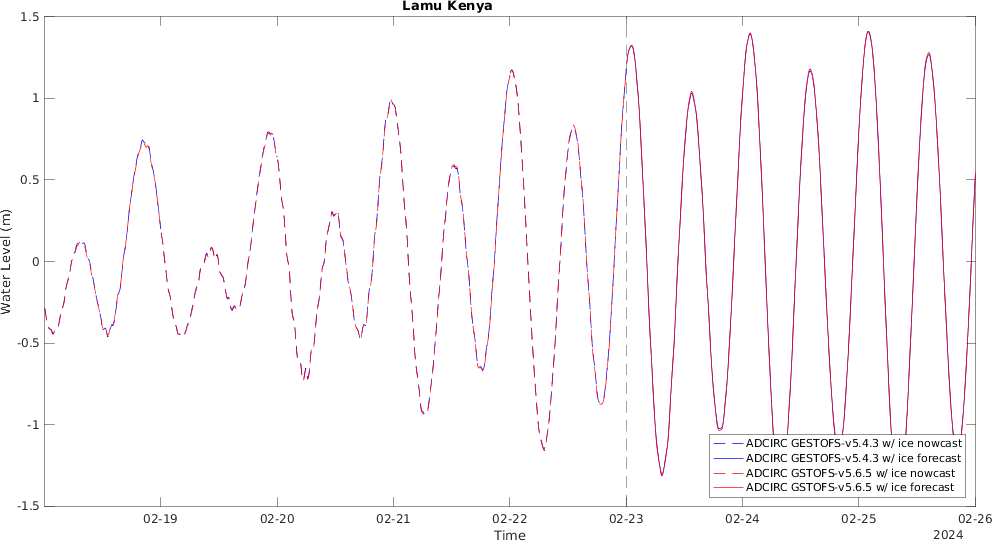 Lamu Kenya
1.5
1
0.5
0
-0.5
-1
-1.5
Water Level (m)
ADCIRC GESTOFS-v5.4.3 w/ ice nowcast
ADCIRC GESTOFS-v5.4.3 w/ ice forecast
ADCIRC GSTOFS-v5.6.5 w/ ice nowcast
ADCIRC GSTOFS-v5.6.5 w/ ice forecast
02-19 02-20 02-21 02-22 02-23 02-24 02-25 02-26
Time
2024